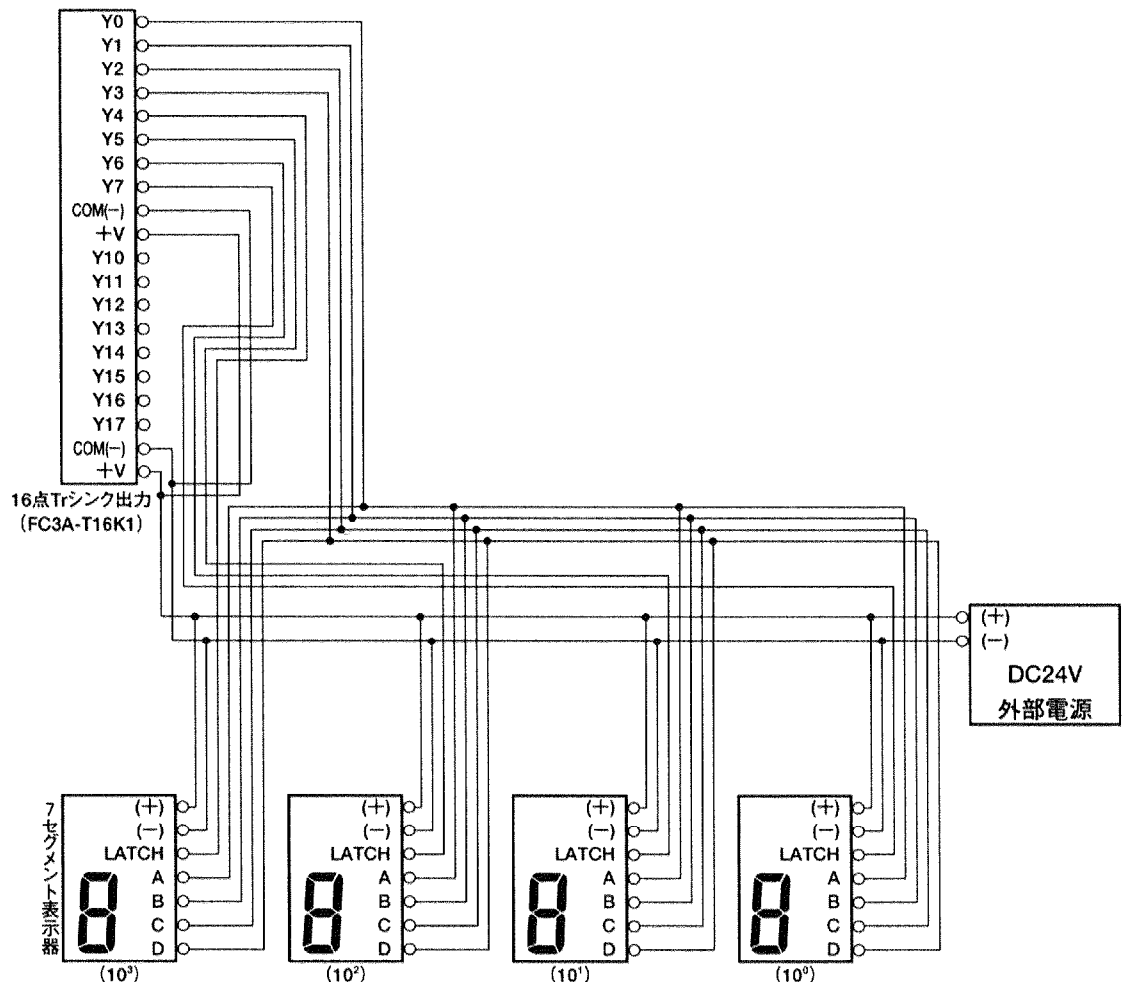 Y0
Y1
Y2
Y3
Y4
Y5
Y6
Y7
COM(−)
+V
Y10
Y11
Y12
Y13
Y14
Y15
Y16
Y17
COM(−)
+V
16点Trシンク出力
(FC3A-T16K1)
(+)
(−)
DC24V
外部電源
7セグメント表示器
(+)
(−)
LATCH
A
B
C
D
(10³)
(+)
(−)
LATCH
A
B
C
D
(10²)
(+)
(−)
LATCH
A
B
C
D
(10¹)
(+)
(−)
LATCH
A
B
C
D
(10⁰)